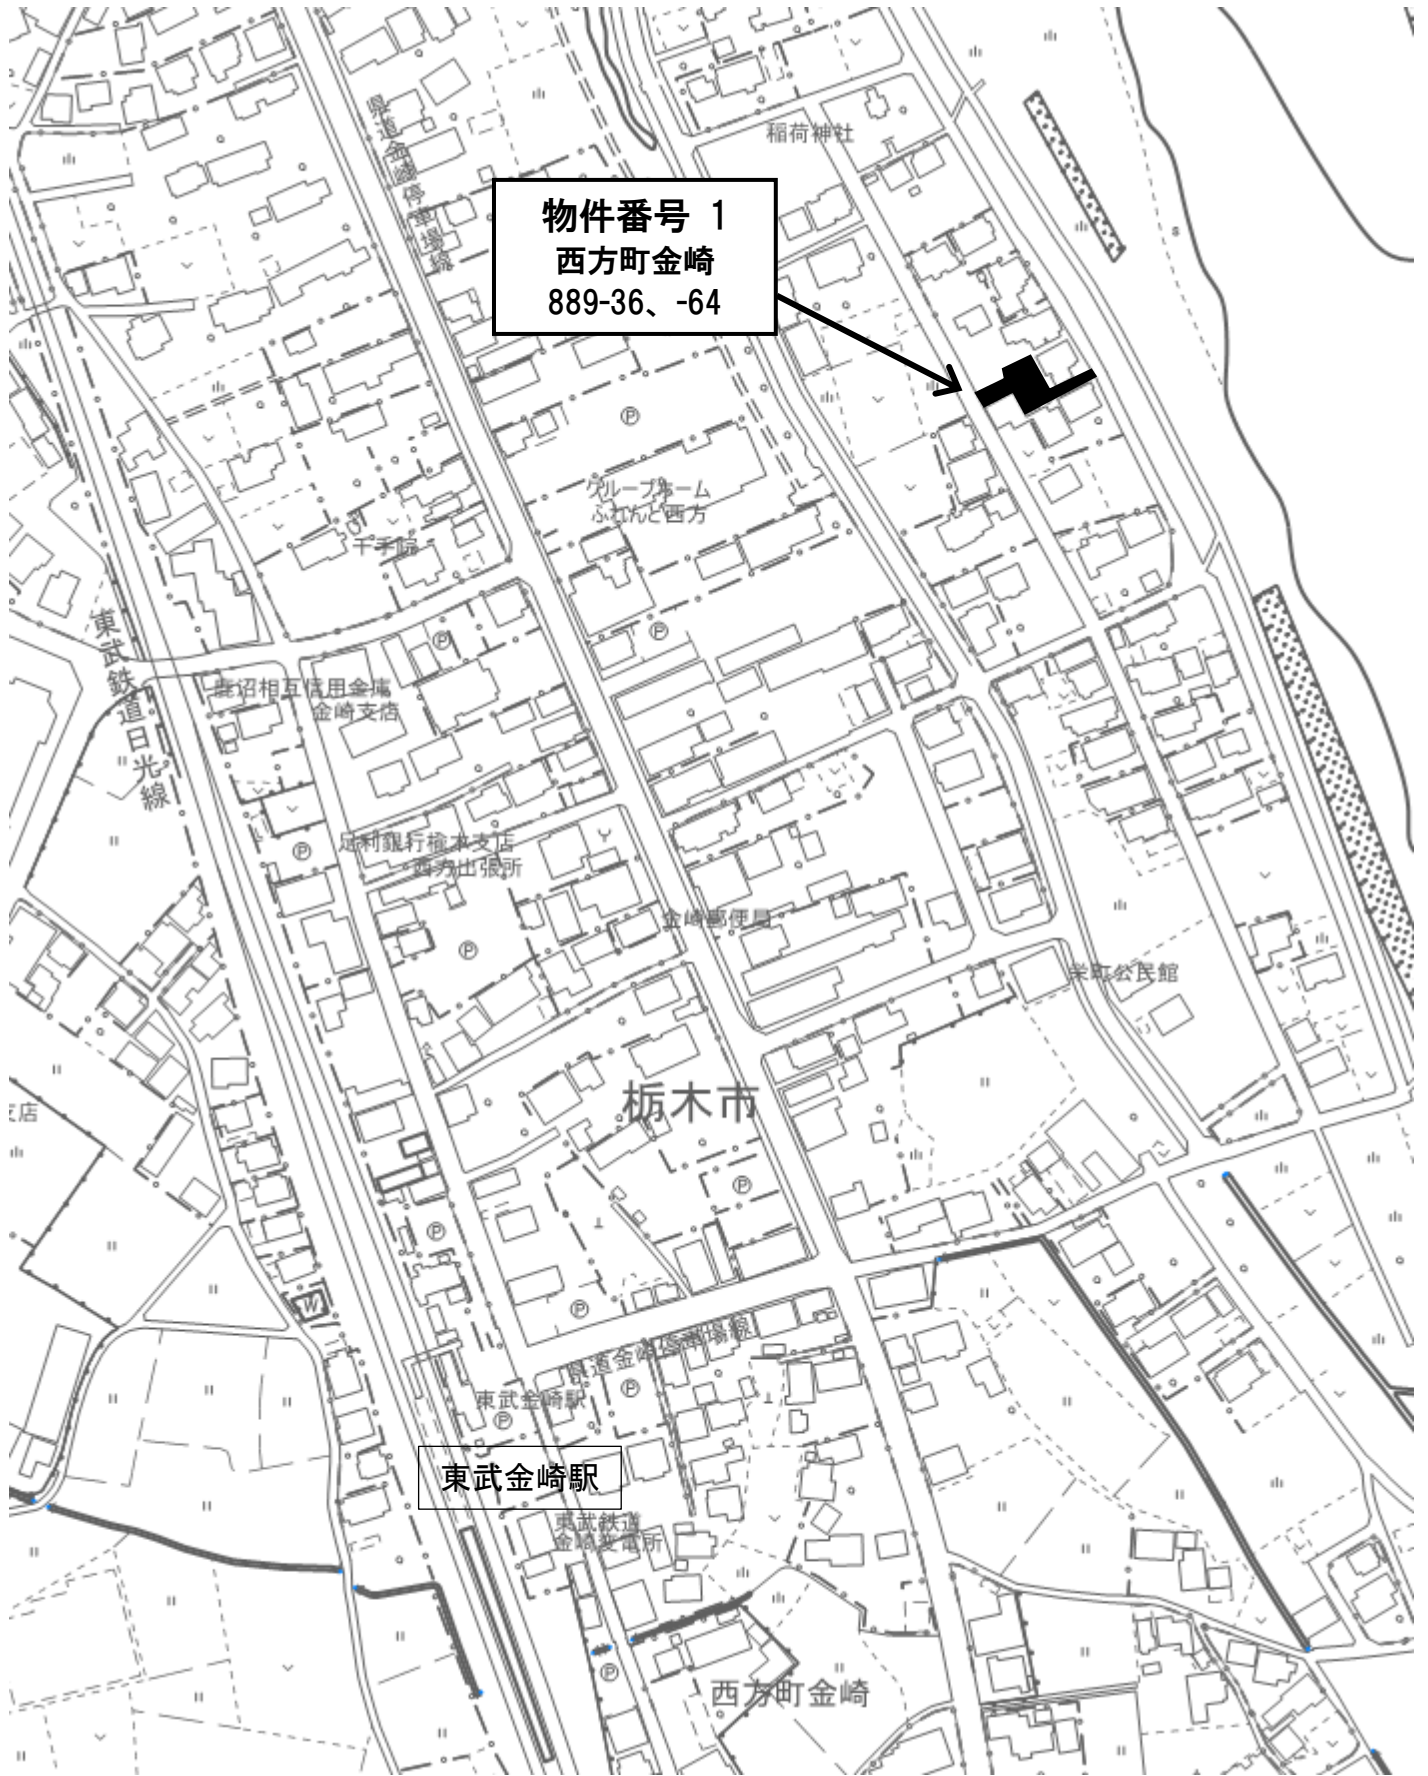 稲荷神社
県道金崎停車場線
物件番号 1
西方町金崎
889-36、-64
グループホーム
ふれんど西方
千手院
東武鉄道日光線
鹿沼相互信用金庫
金崎支店
足利銀行楡木支店
西方出張所
金崎郵便局
栄町公民館
栃木市
支店
県道金崎停車場線
東武金崎駅
東武金崎駅
東武鉄道
金崎変電所
西方町金崎